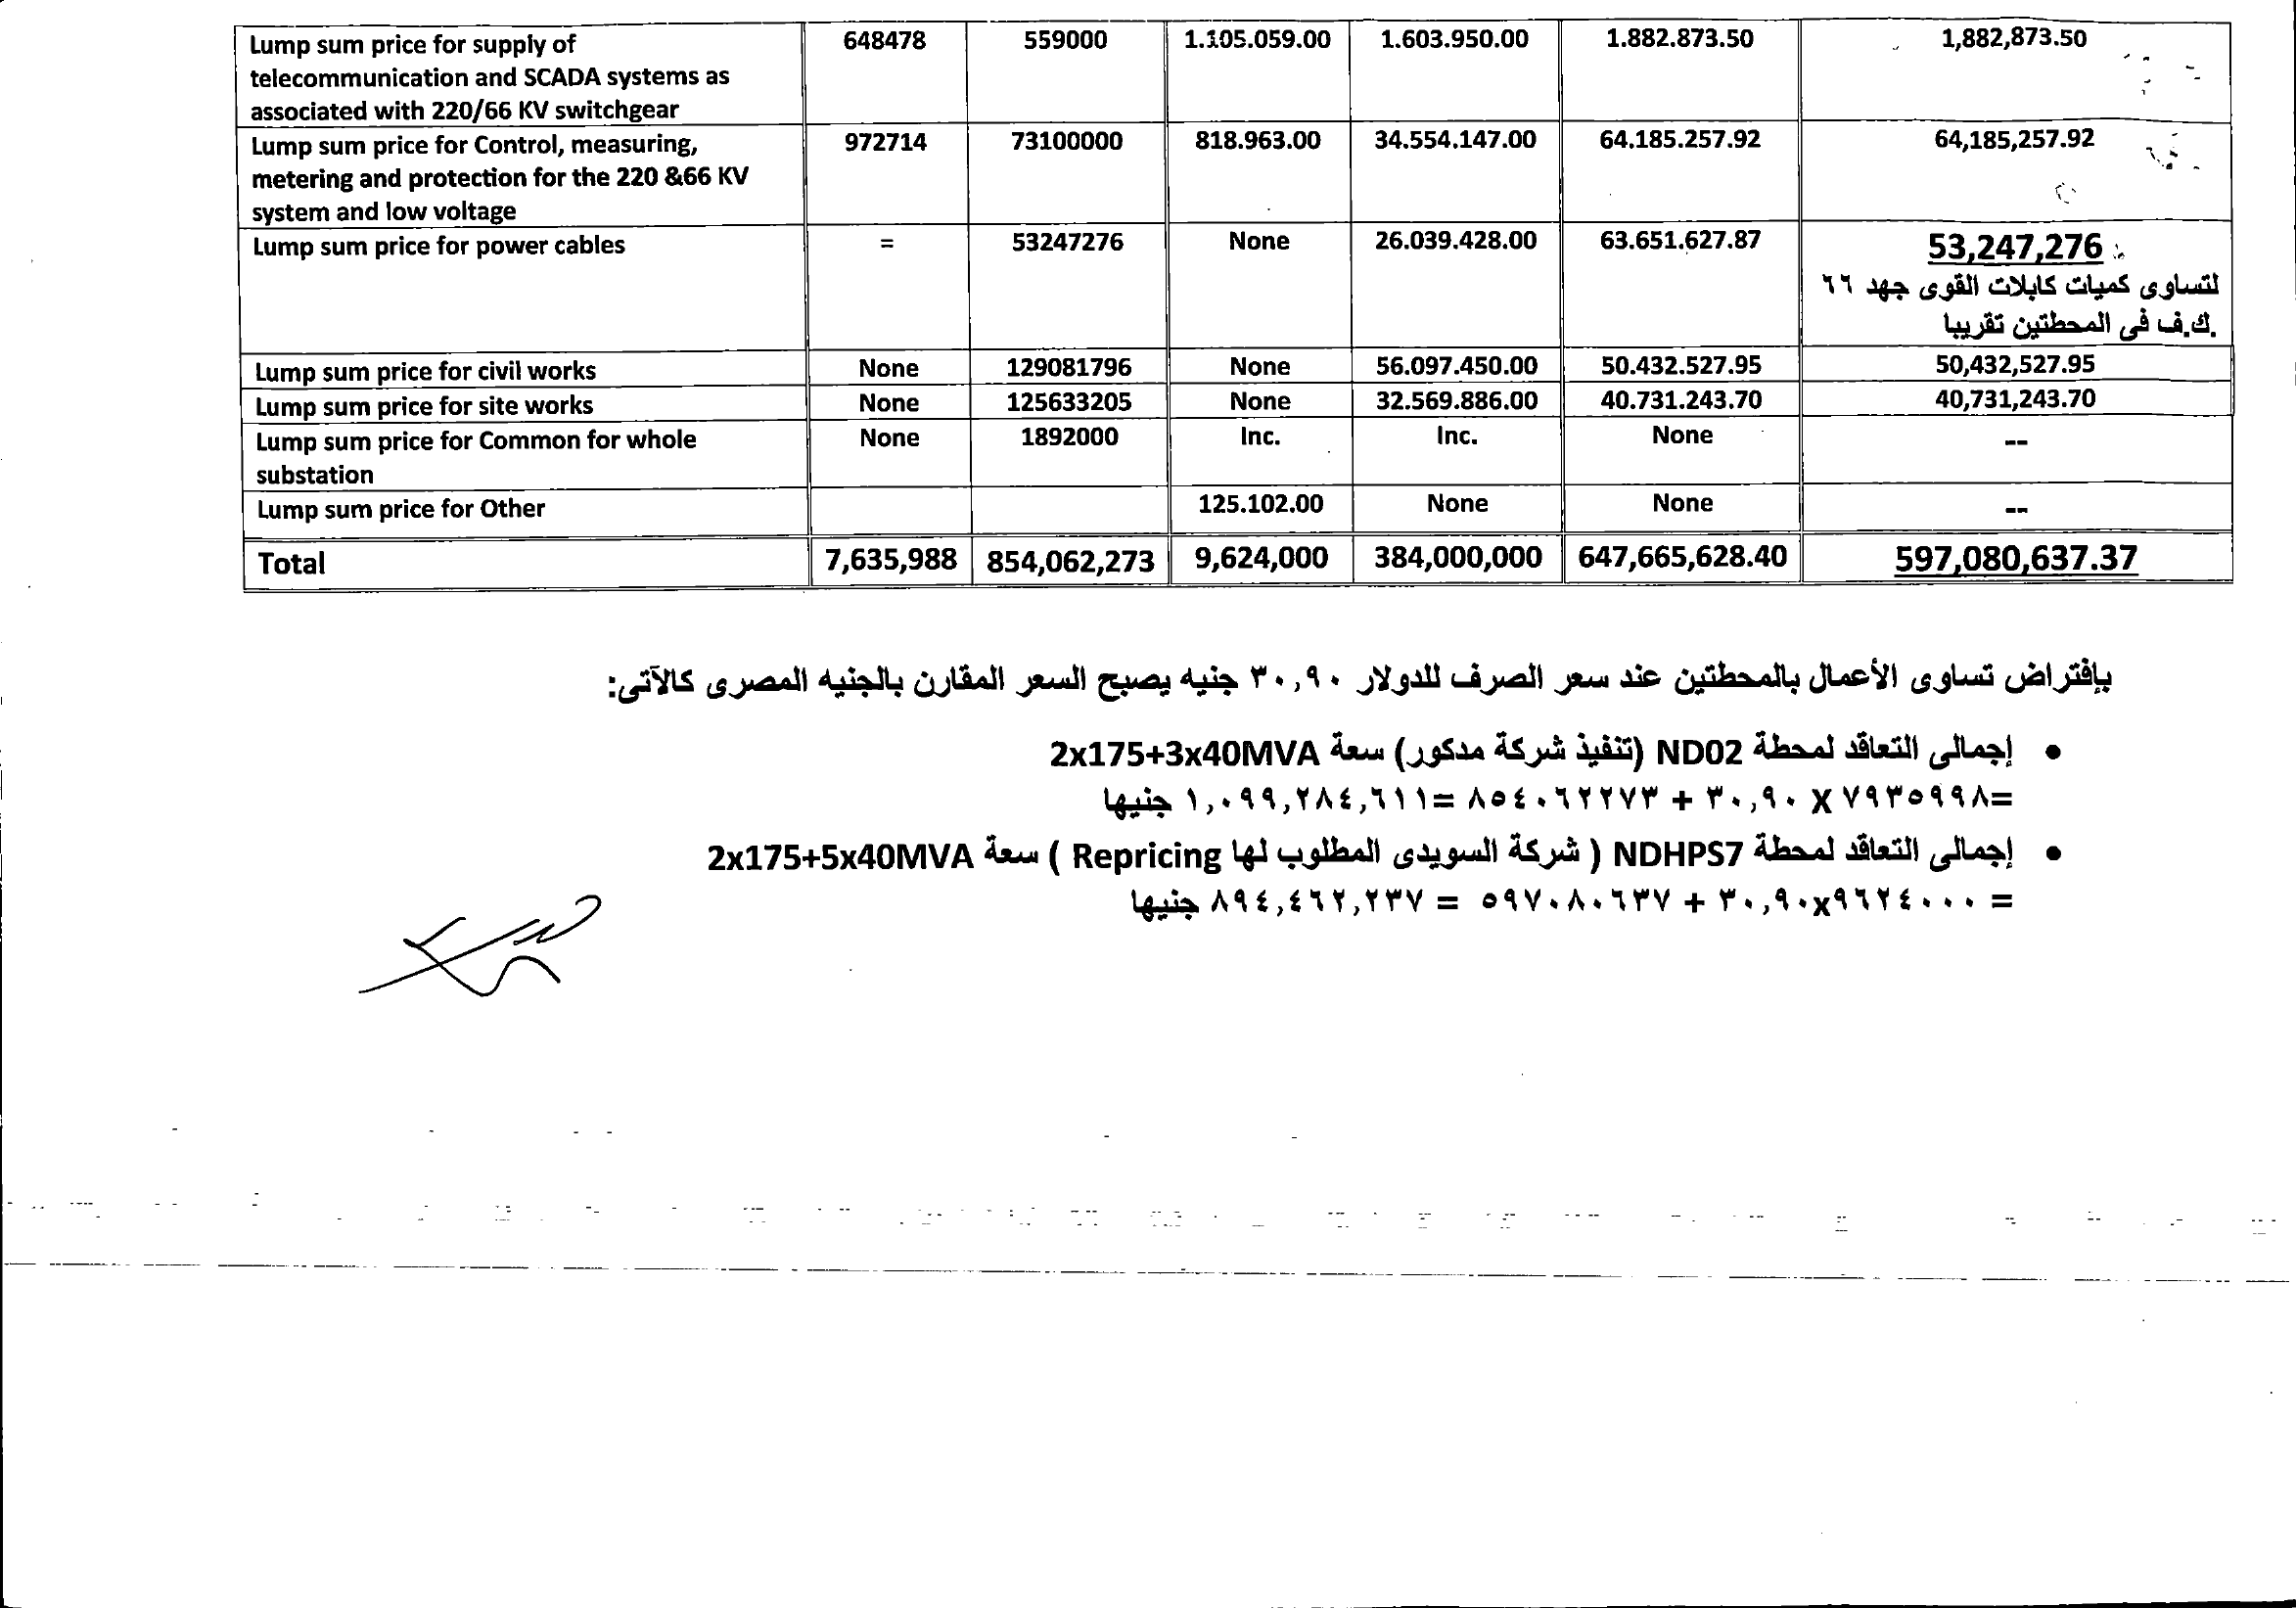 Lump sum price for supply of telecommunication and SCADA systems as associated with 220/66 KV switchgear 648478 559000 1.105.059.00 1.603.950.00 1.882.873.50 1,882,873.50
Lump sum price for Control, measuring, metering and protection for the 220 &66 KV system and low voltage 972714 73100000 818.963.00 34.554.147.00 64.185.257.92 64,185,257.92
Lump sum price for power cables = 53247276 None 26.039.428.00 63.651.627.87 53,247,276
لتساوى كميات كابلات القوى جهد ٦٦
ك.ف فى المحطتين تقريبا.
Lump sum price for civil works None 129081796 None 56.097.450.00 50.432.527.95 50,432,527.95
Lump sum price for site works None 125633205 None 32.569.886.00 40.731.243.70 40,731,243.70
Lump sum price for Common for whole substation None 1892000 Inc. Inc. None --
Lump sum price for Other 125.102.00 None None --
Total 7,635,988 854,062,273 9,624,000 384,000,000 647,665,628.40 597,080,637.37
بإفتراض تساوى الأعمال بالمحطتين عند سعر الصرف للدولار ٣٠,٩٠ جنيه يصبح السعر المقارن بالجنيه المصرى كالآتى:
• إجمالى التعاقد لمحطة ND02 (تنفيذ شركة مدكور) سعة 2x175+3x40MVA
=٧٩٣٥٩٩٨ X ٣٠,٩٠ + ٨٥٤٠٦٢٢٧٣ =١,٠٩٩,٢٨٤,٦١١ جنيها
• إجمالى التعاقد لمحطة NDHPS7 ( شركة السويدى المطلوب لها Repricing ) سعة 2x175+5x40MVA
= ٩٦٢٤٠٠٠x٣٠,٩٠ + ٥٩٧٠٨٠٦٣٧ = ٨٩٤,٤٦٢,٢٣٧ جنيها